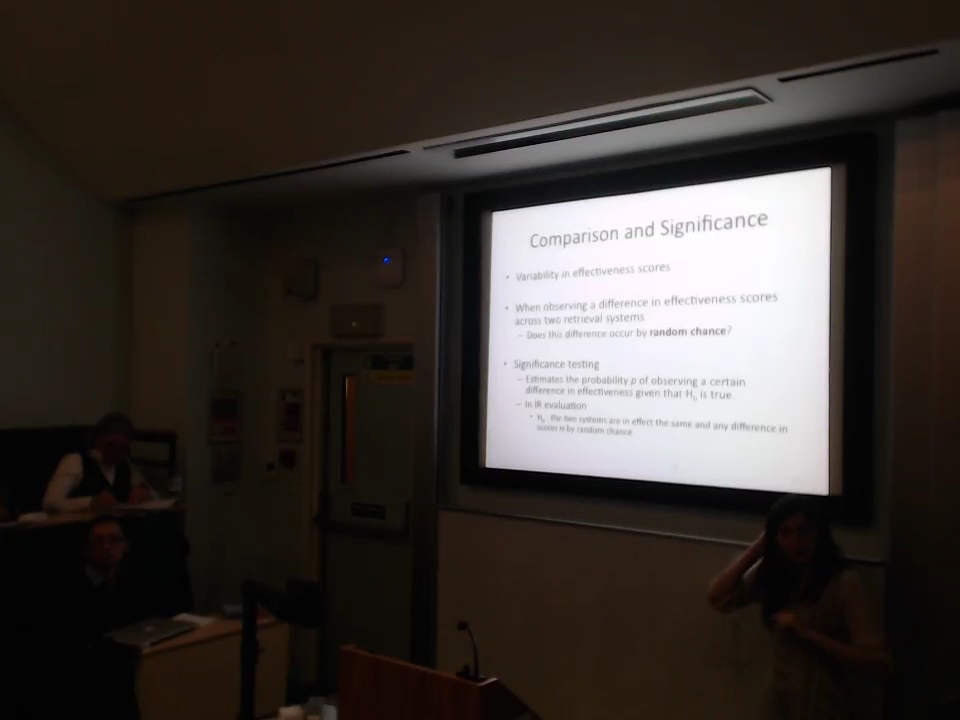 Comparison and Significance
• Variability in effectiveness scores
• When observing a difference in effectiveness scores
across two retrieval systems
– Does this difference occur by random chance?
• Significance testing
– Estimates the probability p of observing a certain
difference in effectiveness given that H0 is true
– In IR evaluation
• H0 : the two systems are in effect the same and any difference in
scores is by random chance